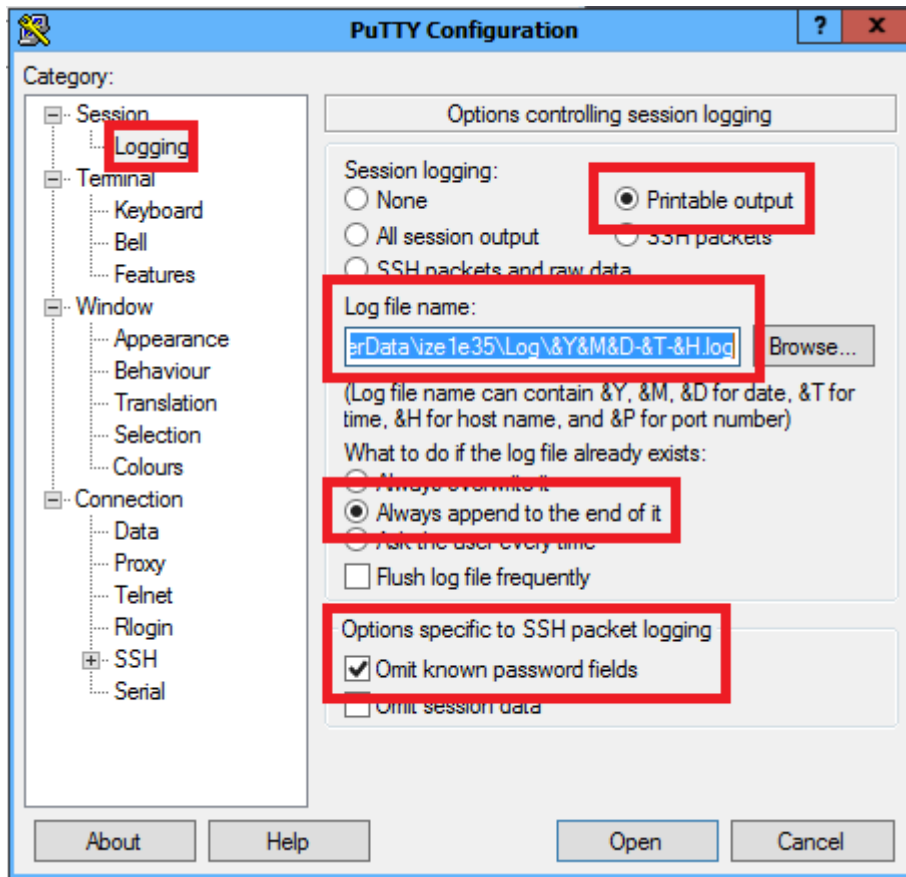 PuTTY Configuration
?
x
Category:
Session
Logging
Terminal
Keyboard
Bell
Features
Window
Appearance
Behaviour
Translation
Selection
Colours
Connection
Data
Proxy
Telnet
Rlogin
SSH
Serial
Options controlling session logging
Session logging:
None
Printable output
All session output
SSH packets
SSH packets and raw data
Log file name:
erData\ize1e35\Log\&Y&M&D-&T-&H.log
Browse...
(Log file name can contain &Y, &M, &D for date, &T for
time, &H for host name, and &P for port number)
What to do if the log file already exists:
Always overwrite it
Always append to the end of it
Ask the user every time
Flush log file frequently
Options specific to SSH packet logging
Omit known password fields
Omit session data
About
Help
Open
Cancel